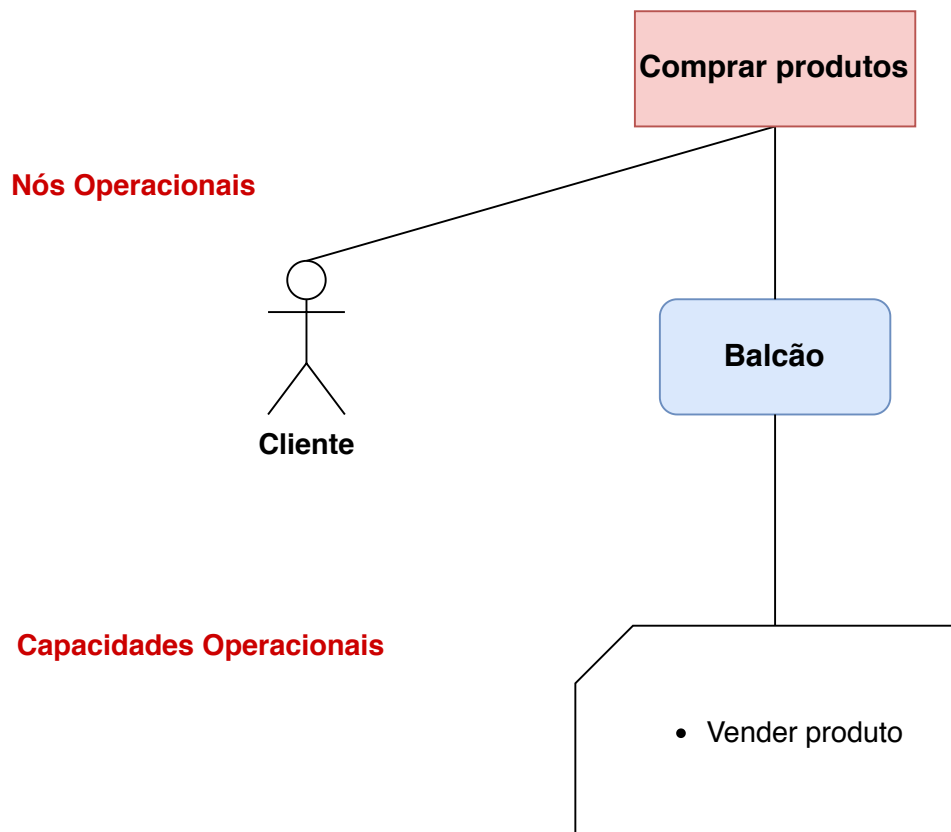 Comprar produtos
Nós Operacionais
Balcão
Cliente
Capacidades Operacionais
• Vender produto